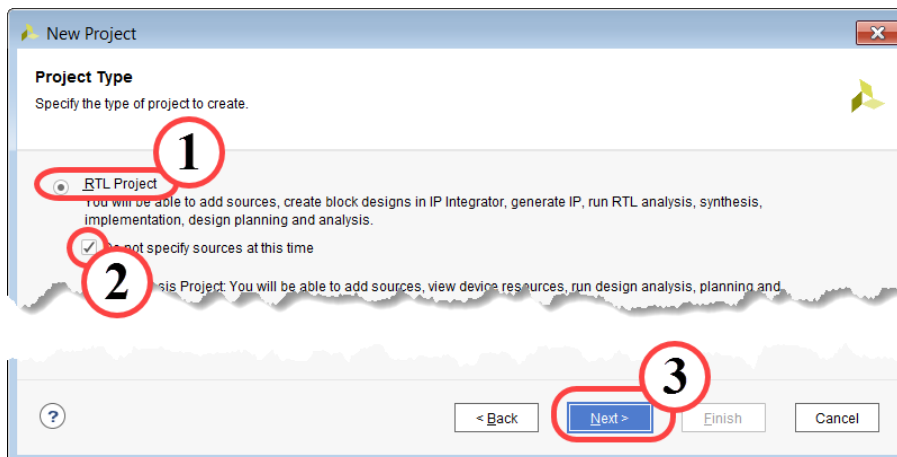 New Project
Project Type
Specify the type of project to create.
1
RTL Project
You will be able to add sources, create block designs in IP Integrator, generate IP, run RTL analysis, synthesis,
implementation, design planning and analysis.
not specify sources at this time
2
Project: You will be able to add sources, view device resources, run design analysis, planning and
3
?
< Back
Next >
Finish
Cancel